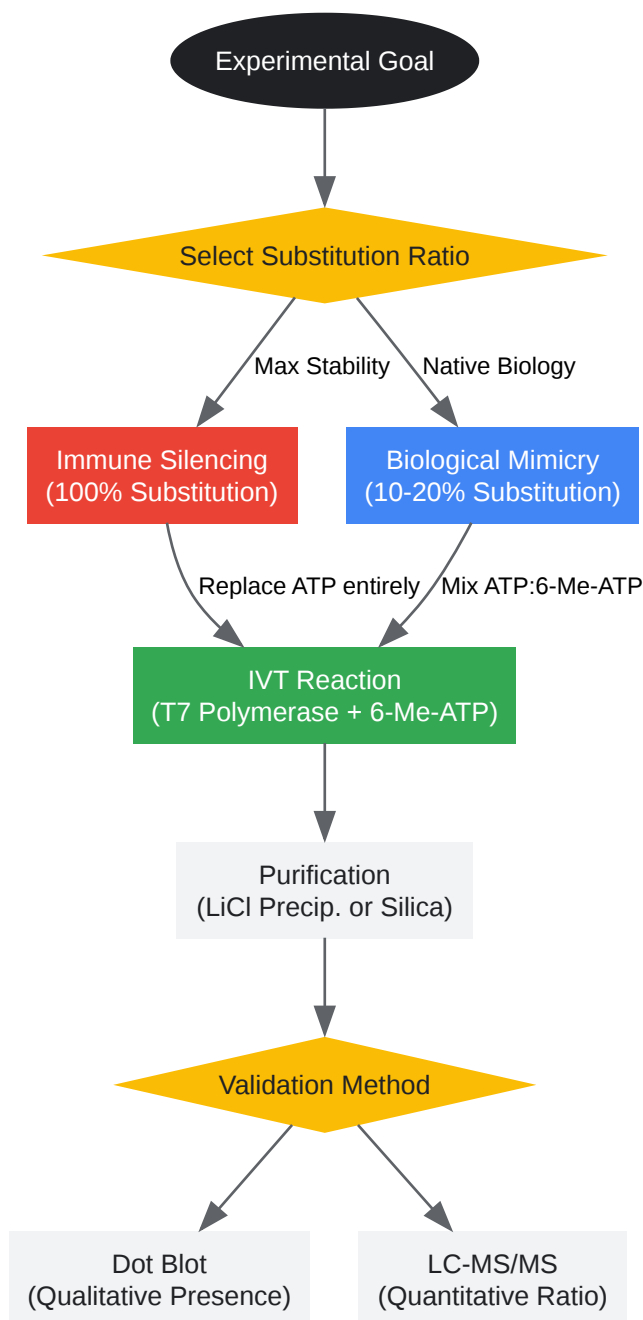 Experimental Goal
Select Substitution Ratio
Max Stability
Native Biology
Immune Silencing
(100% Substitution)
Biological Mimicry
(10-20% Substitution)
Replace ATP entirely
Mix ATP:6-Me-ATP
IVT Reaction
(T7 Polymerase + 6-Me-ATP)
Purification
(LiCl Precip. or Silica)
Validation Method
Dot Blot
(Qualitative Presence)
LC-MS/MS
(Quantitative Ratio)